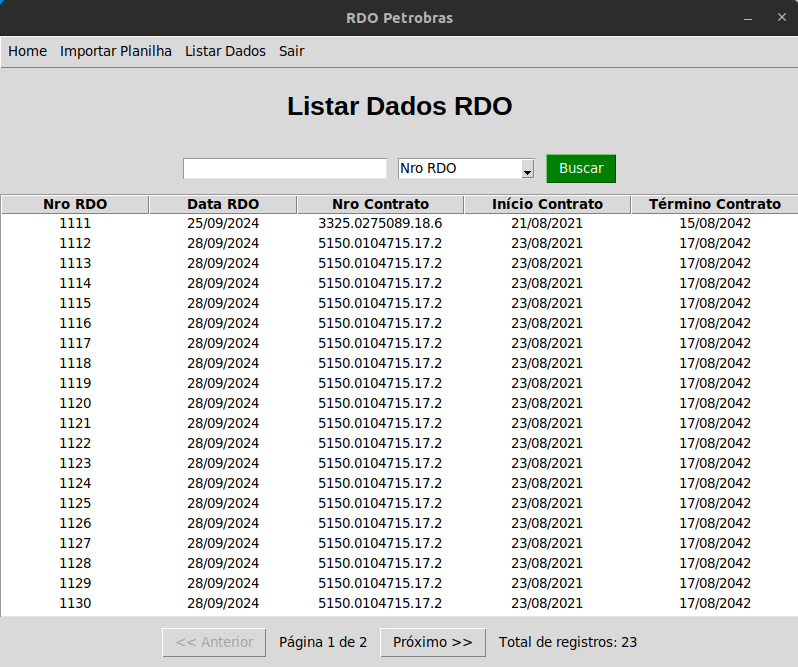 RDO Petrobras
Home Importar Planilha Listar Dados Sair
Listar Dados RDO
Nro RDO Buscar
Nro RDO Data RDO Nro Contrato Início Contrato Término Contrato
1111 25/09/2024 3325.0275089.18.6 21/08/2021 15/08/2042
1112 28/09/2024 5150.0104715.17.2 23/08/2021 17/08/2042
1113 28/09/2024 5150.0104715.17.2 23/08/2021 17/08/2042
1114 28/09/2024 5150.0104715.17.2 23/08/2021 17/08/2042
1115 28/09/2024 5150.0104715.17.2 23/08/2021 17/08/2042
1116 28/09/2024 5150.0104715.17.2 23/08/2021 17/08/2042
1117 28/09/2024 5150.0104715.17.2 23/08/2021 17/08/2042
1118 28/09/2024 5150.0104715.17.2 23/08/2021 17/08/2042
1119 28/09/2024 5150.0104715.17.2 23/08/2021 17/08/2042
1120 28/09/2024 5150.0104715.17.2 23/08/2021 17/08/2042
1121 28/09/2024 5150.0104715.17.2 23/08/2021 17/08/2042
1122 28/09/2024 5150.0104715.17.2 23/08/2021 17/08/2042
1123 28/09/2024 5150.0104715.17.2 23/08/2021 17/08/2042
1124 28/09/2024 5150.0104715.17.2 23/08/2021 17/08/2042
1125 28/09/2024 5150.0104715.17.2 23/08/2021 17/08/2042
1126 28/09/2024 5150.0104715.17.2 23/08/2021 17/08/2042
1127 28/09/2024 5150.0104715.17.2 23/08/2021 17/08/2042
1128 28/09/2024 5150.0104715.17.2 23/08/2021 17/08/2042
1129 28/09/2024 5150.0104715.17.2 23/08/2021 17/08/2042
1130 28/09/2024 5150.0104715.17.2 23/08/2021 17/08/2042
<< Anterior Página 1 de 2 Próximo >> Total de registros: 23